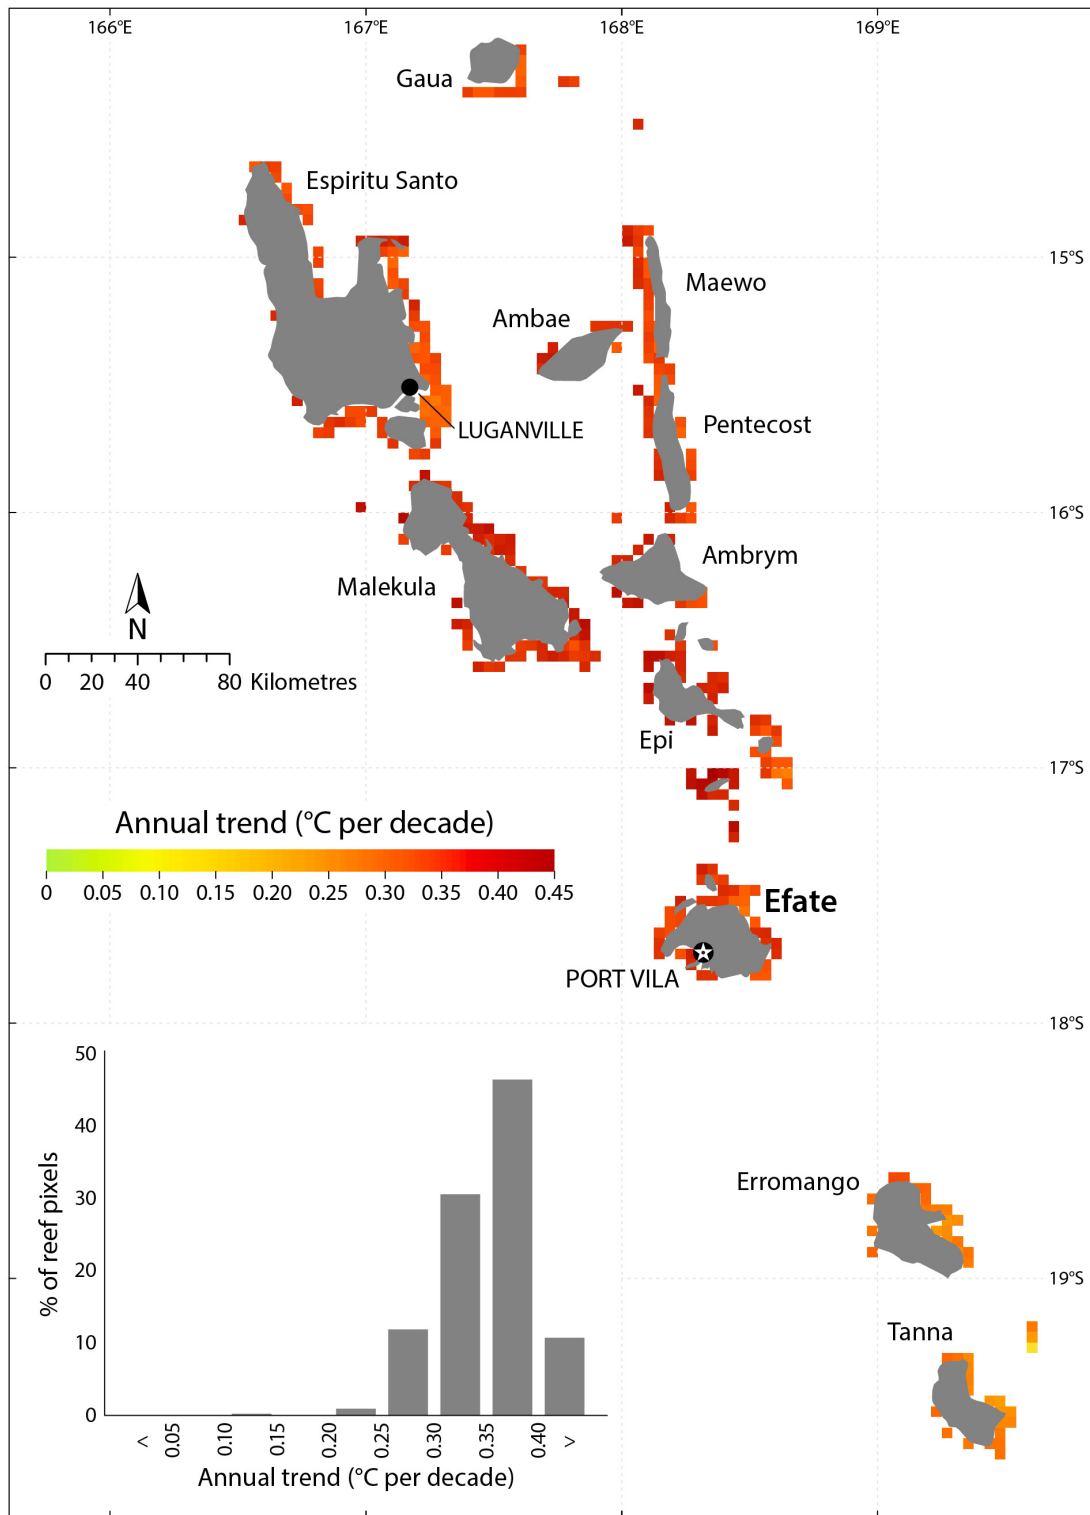 166°E 167°E 168°E 169°E
Gaua
Espiritu Santo
15°S
Maewo
Ambae
Pentecost
LUGANVILLE
16°S
Ambrym
Malekula
N
0 20 40 80 Kilometres
Epi
17°S
Annual trend (°C per decade)
0 0.05 0.10 0.15 0.20 0.25 0.30 0.35 0.40 0.45
Efate
PORT VILA
18°S
50
40
30
20
10
0
% of reef pixels
< 0.05 0.10 0.15 0.20 0.25 0.30 0.35 0.40 >
Annual trend (°C per decade)
Erromango
19°S
Tanna